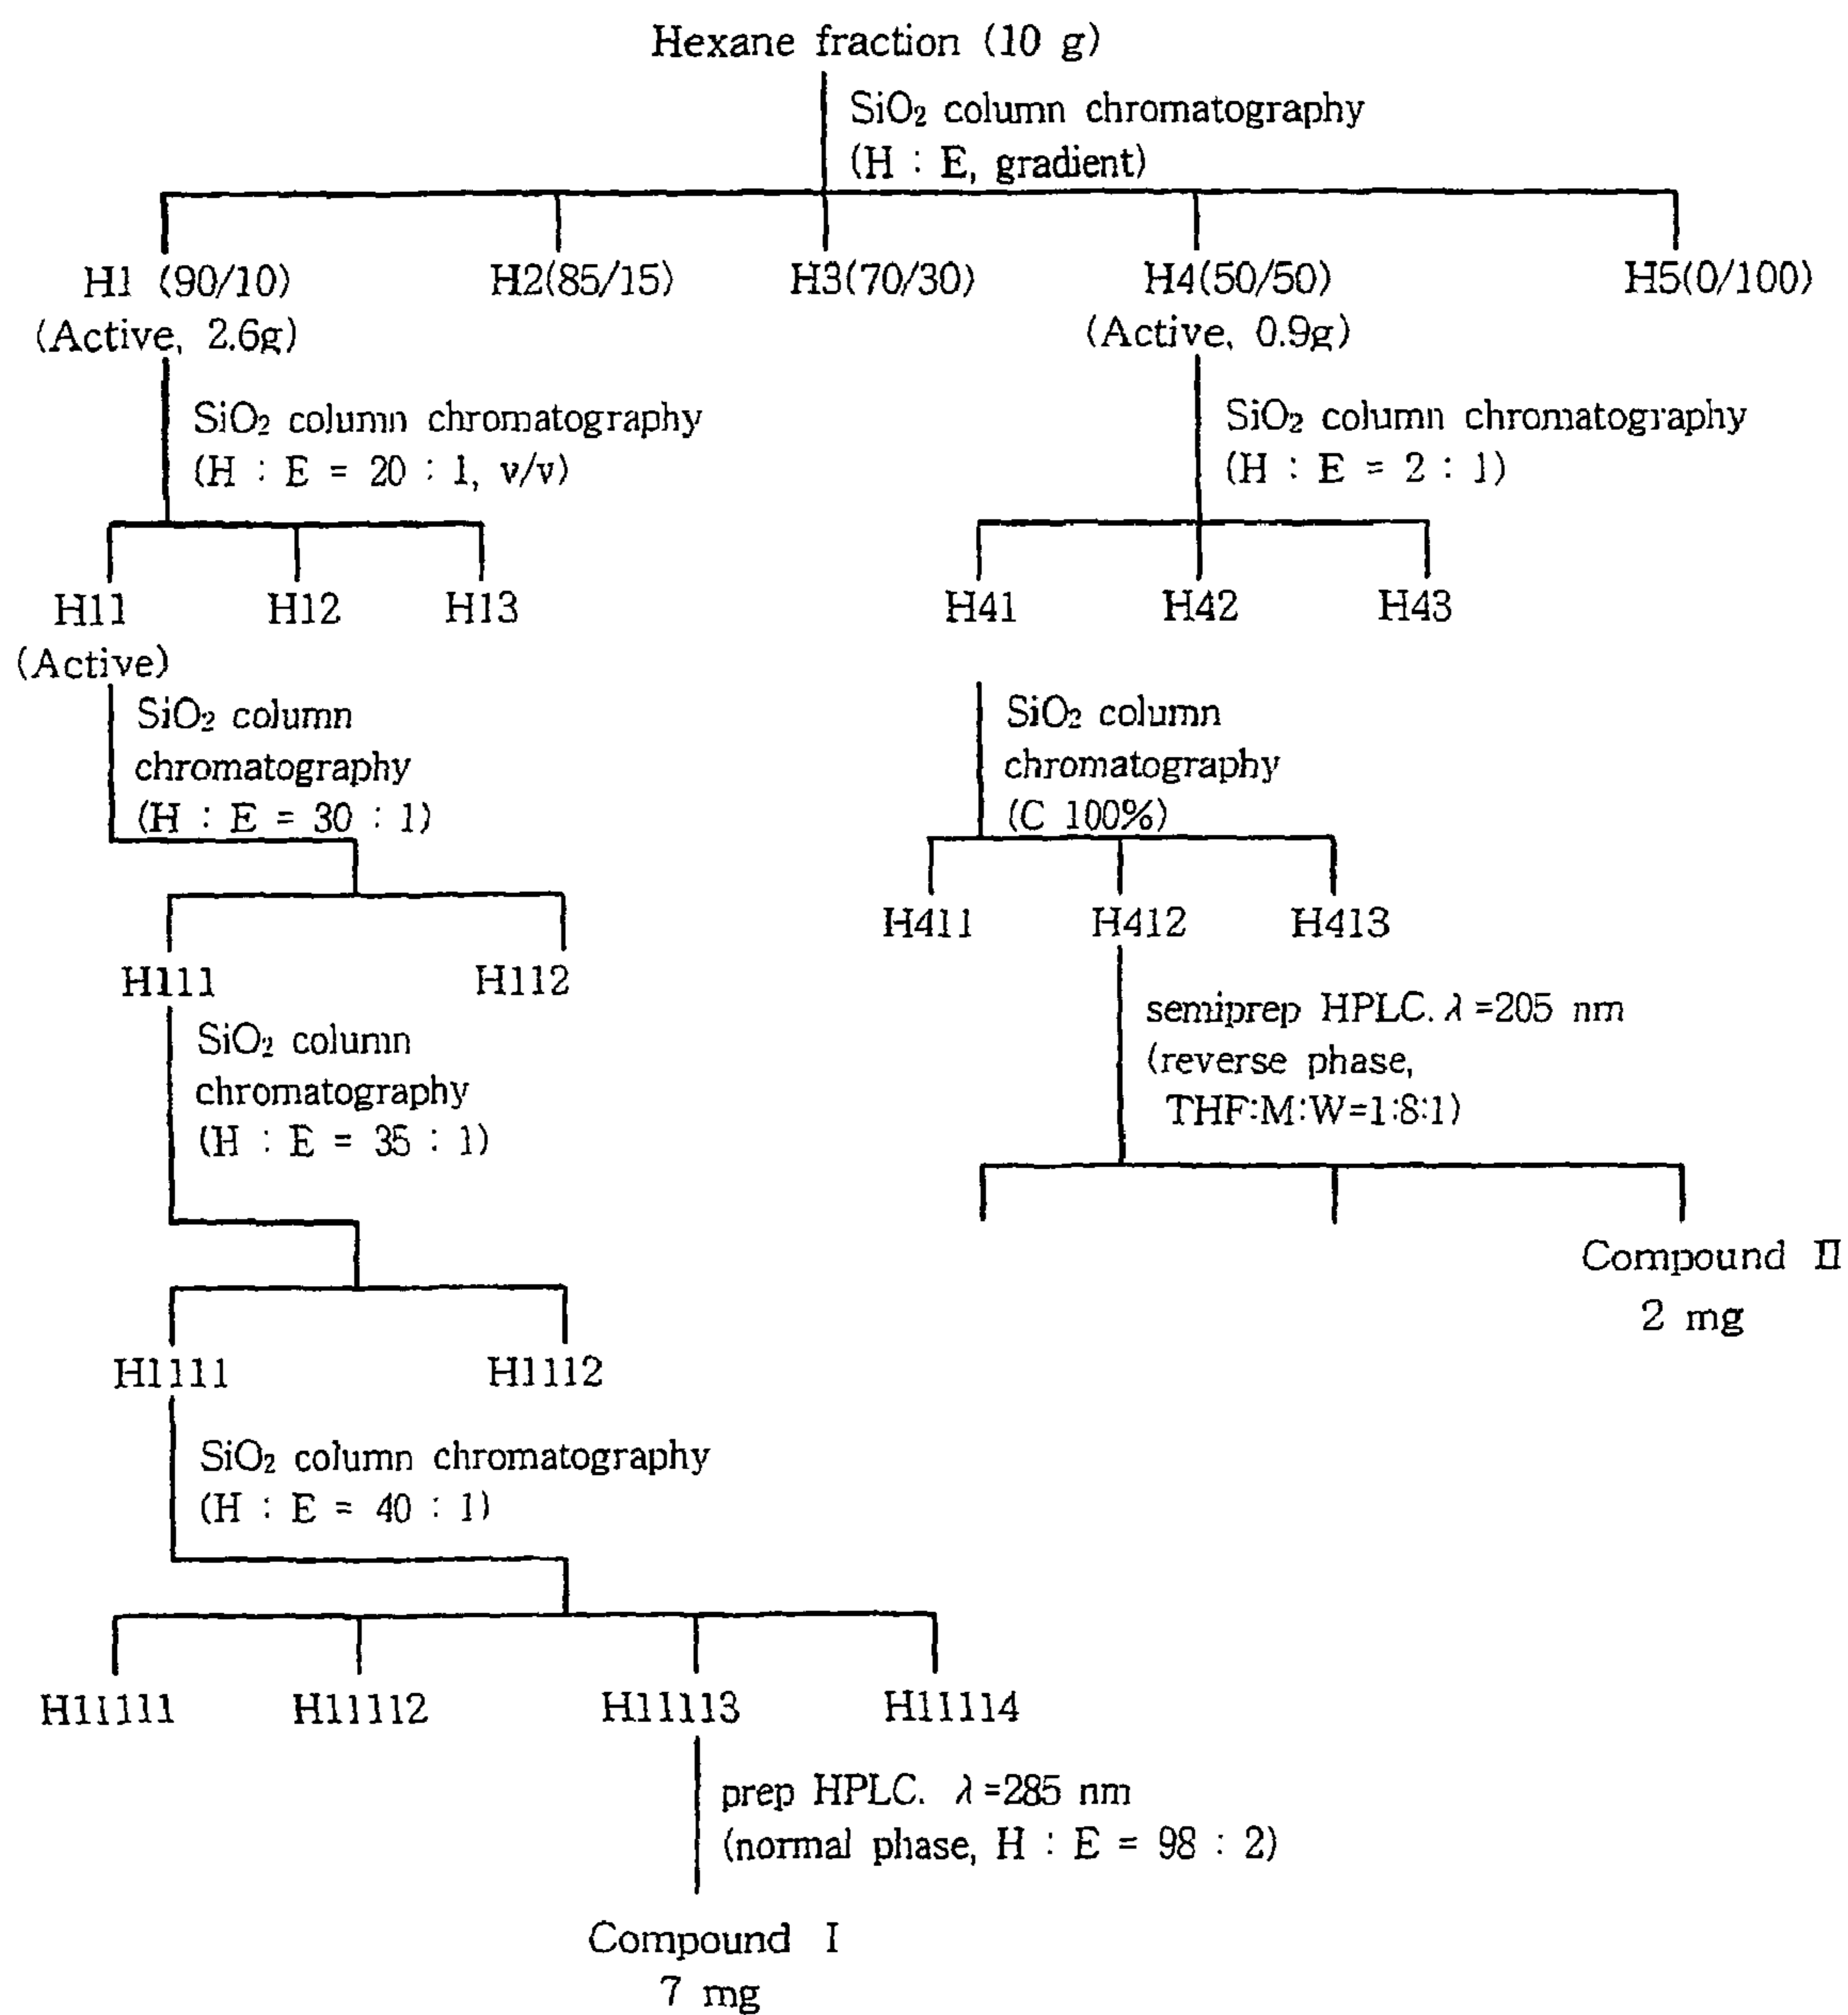 Hexane fraction (10 g)
SiO₂ column chromatography
(H : E, gradient)
H1 (90/10)
(Active, 2.6g)
H2(85/15)
H3(70/30)
H4(50/50)
(Active, 0.9g)
H5(0/100)
SiO₂ column chromatography
(H : E = 20 : 1, v/v)
SiO₂ column chromatography
(H : E = 2 : 1)
H11
(Active)
H12
H13
H41
H42
H43
SiO₂ column
chromatography
(H : E = 30 : 1)
SiO₂ column
chromatography
(C 100%)
H111
H112
H411
H412
H413
SiO₂ column
chromatography
(H : E = 35 : 1)
semiprep HPLC. λ=205 nm
(reverse phase,
THF:M:W=1:8:1)
Compound II
2 mg
H1111
H1112
SiO₂ column chromatography
(H : E = 40 : 1)
H11111
H11112
H11113
H11114
prep HPLC. λ=285 nm
(normal phase, H : E = 98 : 2)
Compound I
7 mg